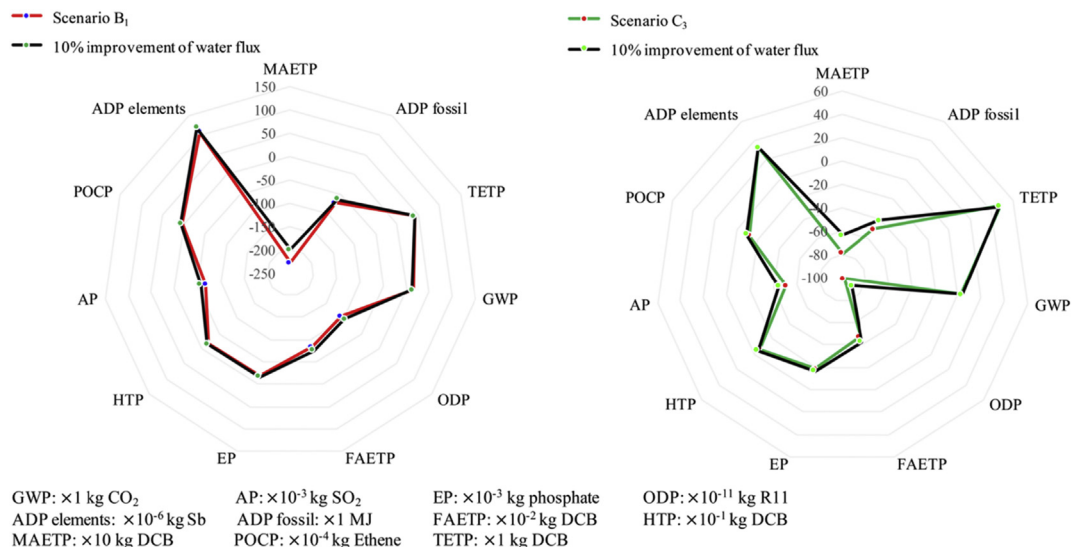 Scenario B₁
10% improvement of water flux
MAETP
ADP fossil
TETP
GWP
ODP
FAETP
EP
HTP
AP
POCP
ADP elements
150
100
50
0
-50
-100
-150
-200
-250
Scenario C₃
10% improvement of water flux
MAETP
ADP fossil
TETP
GWP
ODP
FAETP
EP
HTP
AP
POCP
ADP elements
60
40
20
0
-20
-40
-60
-80
-100
GWP: ×1 kg CO₂ AP: ×10⁻³ kg SO₂ EP: ×10⁻³ kg phosphate ODP: ×10⁻¹¹ kg R11
ADP elements: ×10⁻⁶ kg Sb ADP fossil: ×1 MJ FAETP: ×10⁻² kg DCB HTP: ×10⁻¹ kg DCB
MAETP: ×10 kg DCB POCP: ×10⁻⁴ kg Ethene TETP: ×1 kg DCB